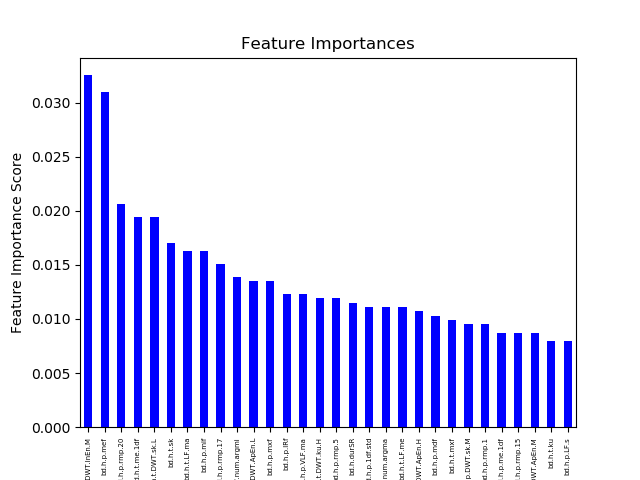 Feature Importances
Feature Importance Score
0.030
0.025
0.020
0.015
0.010
0.005
0.000
DWT.inEn.M
bd.h.p.mef
.h.p.rmp.20
d.h.t.me.1df
.t.DWT.sk.L
bd.h.t.sk
bd.h.t.LF.ma
bd.h.p.mif
.h.p.rmp.17
.num.argmi
DWT.ApEn.L
bd.h.p.mxf
bd.h.p.iRf
.h.p.VLF.ma
.t.DWT.ku.H
d.h.p.rmp.5
bd.h.durSR
bd.h.p.1df.std
num.argma
bd.h.t.LF.me
DWT.ApEn.H
bd.h.p.mdf
bd.h.t.mxf
p.DWT.sk.M
d.h.p.rmp.1
.h.p.me.1df
.h.p.rmp.15
DWT.ApEn.M
bd.h.t.ku
bd.h.p.LF.s